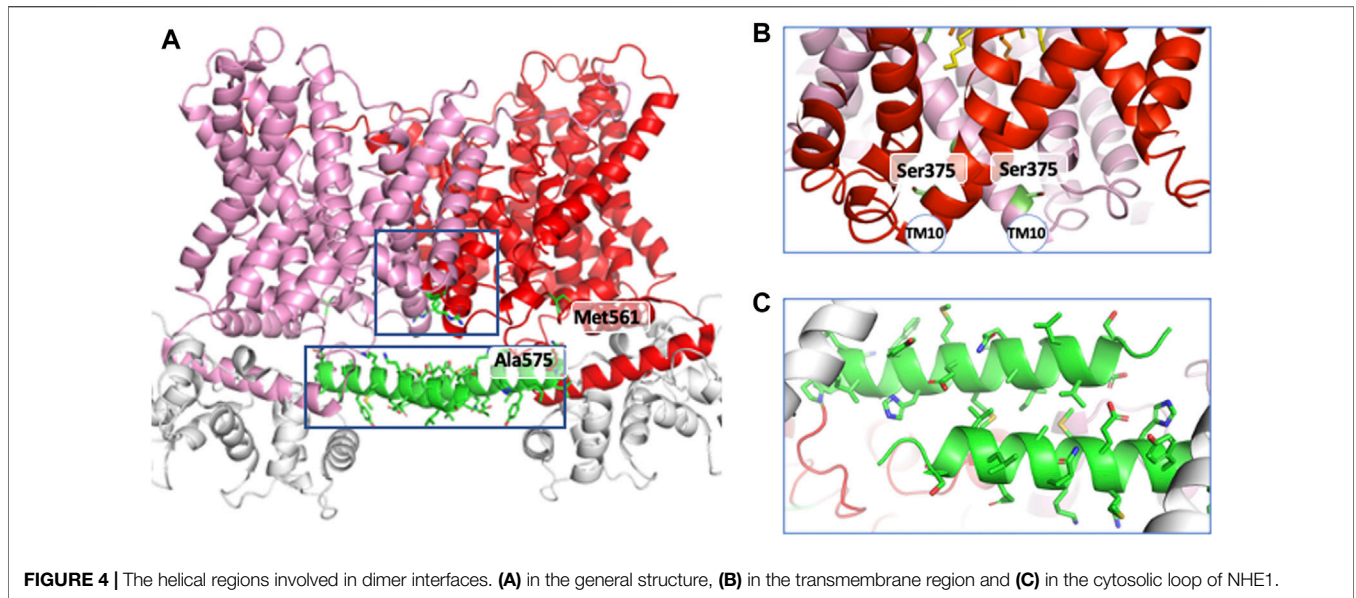 A
B
Ser375 Ser375
TM10 TM10
Met561
Ala575
C
FIGURE 4 | The helical regions involved in dimer interfaces. (A) in the general structure, (B) in the transmembrane region and (C) in the cytosolic loop of NHE1.